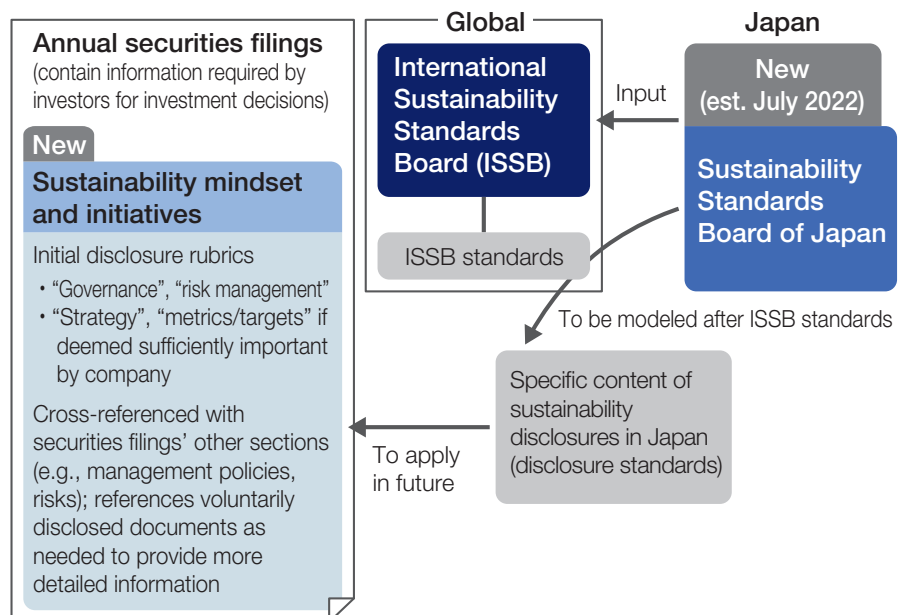 Annual securities filings
(contain information required by
investors for investment decisions)
New
Sustainability mindset
and initiatives
Initial disclosure rubrics
・“Governance”, “risk management”
・“Strategy”, “metrics/targets” if
deemed sufficiently important
by company
Cross-referenced with
securities filings’ other sections
(e.g., management policies,
risks); references voluntarily
disclosed documents as
needed to provide more
detailed information
Global
International
Sustainability
Standards
Board (ISSB)
ISSB standards
Input
Japan
New
(est. July 2022)
Sustainability
Standards
Board of Japan
To be modeled after ISSB standards
Specific content of
sustainability
disclosures in Japan
(disclosure standards)
To apply
in future